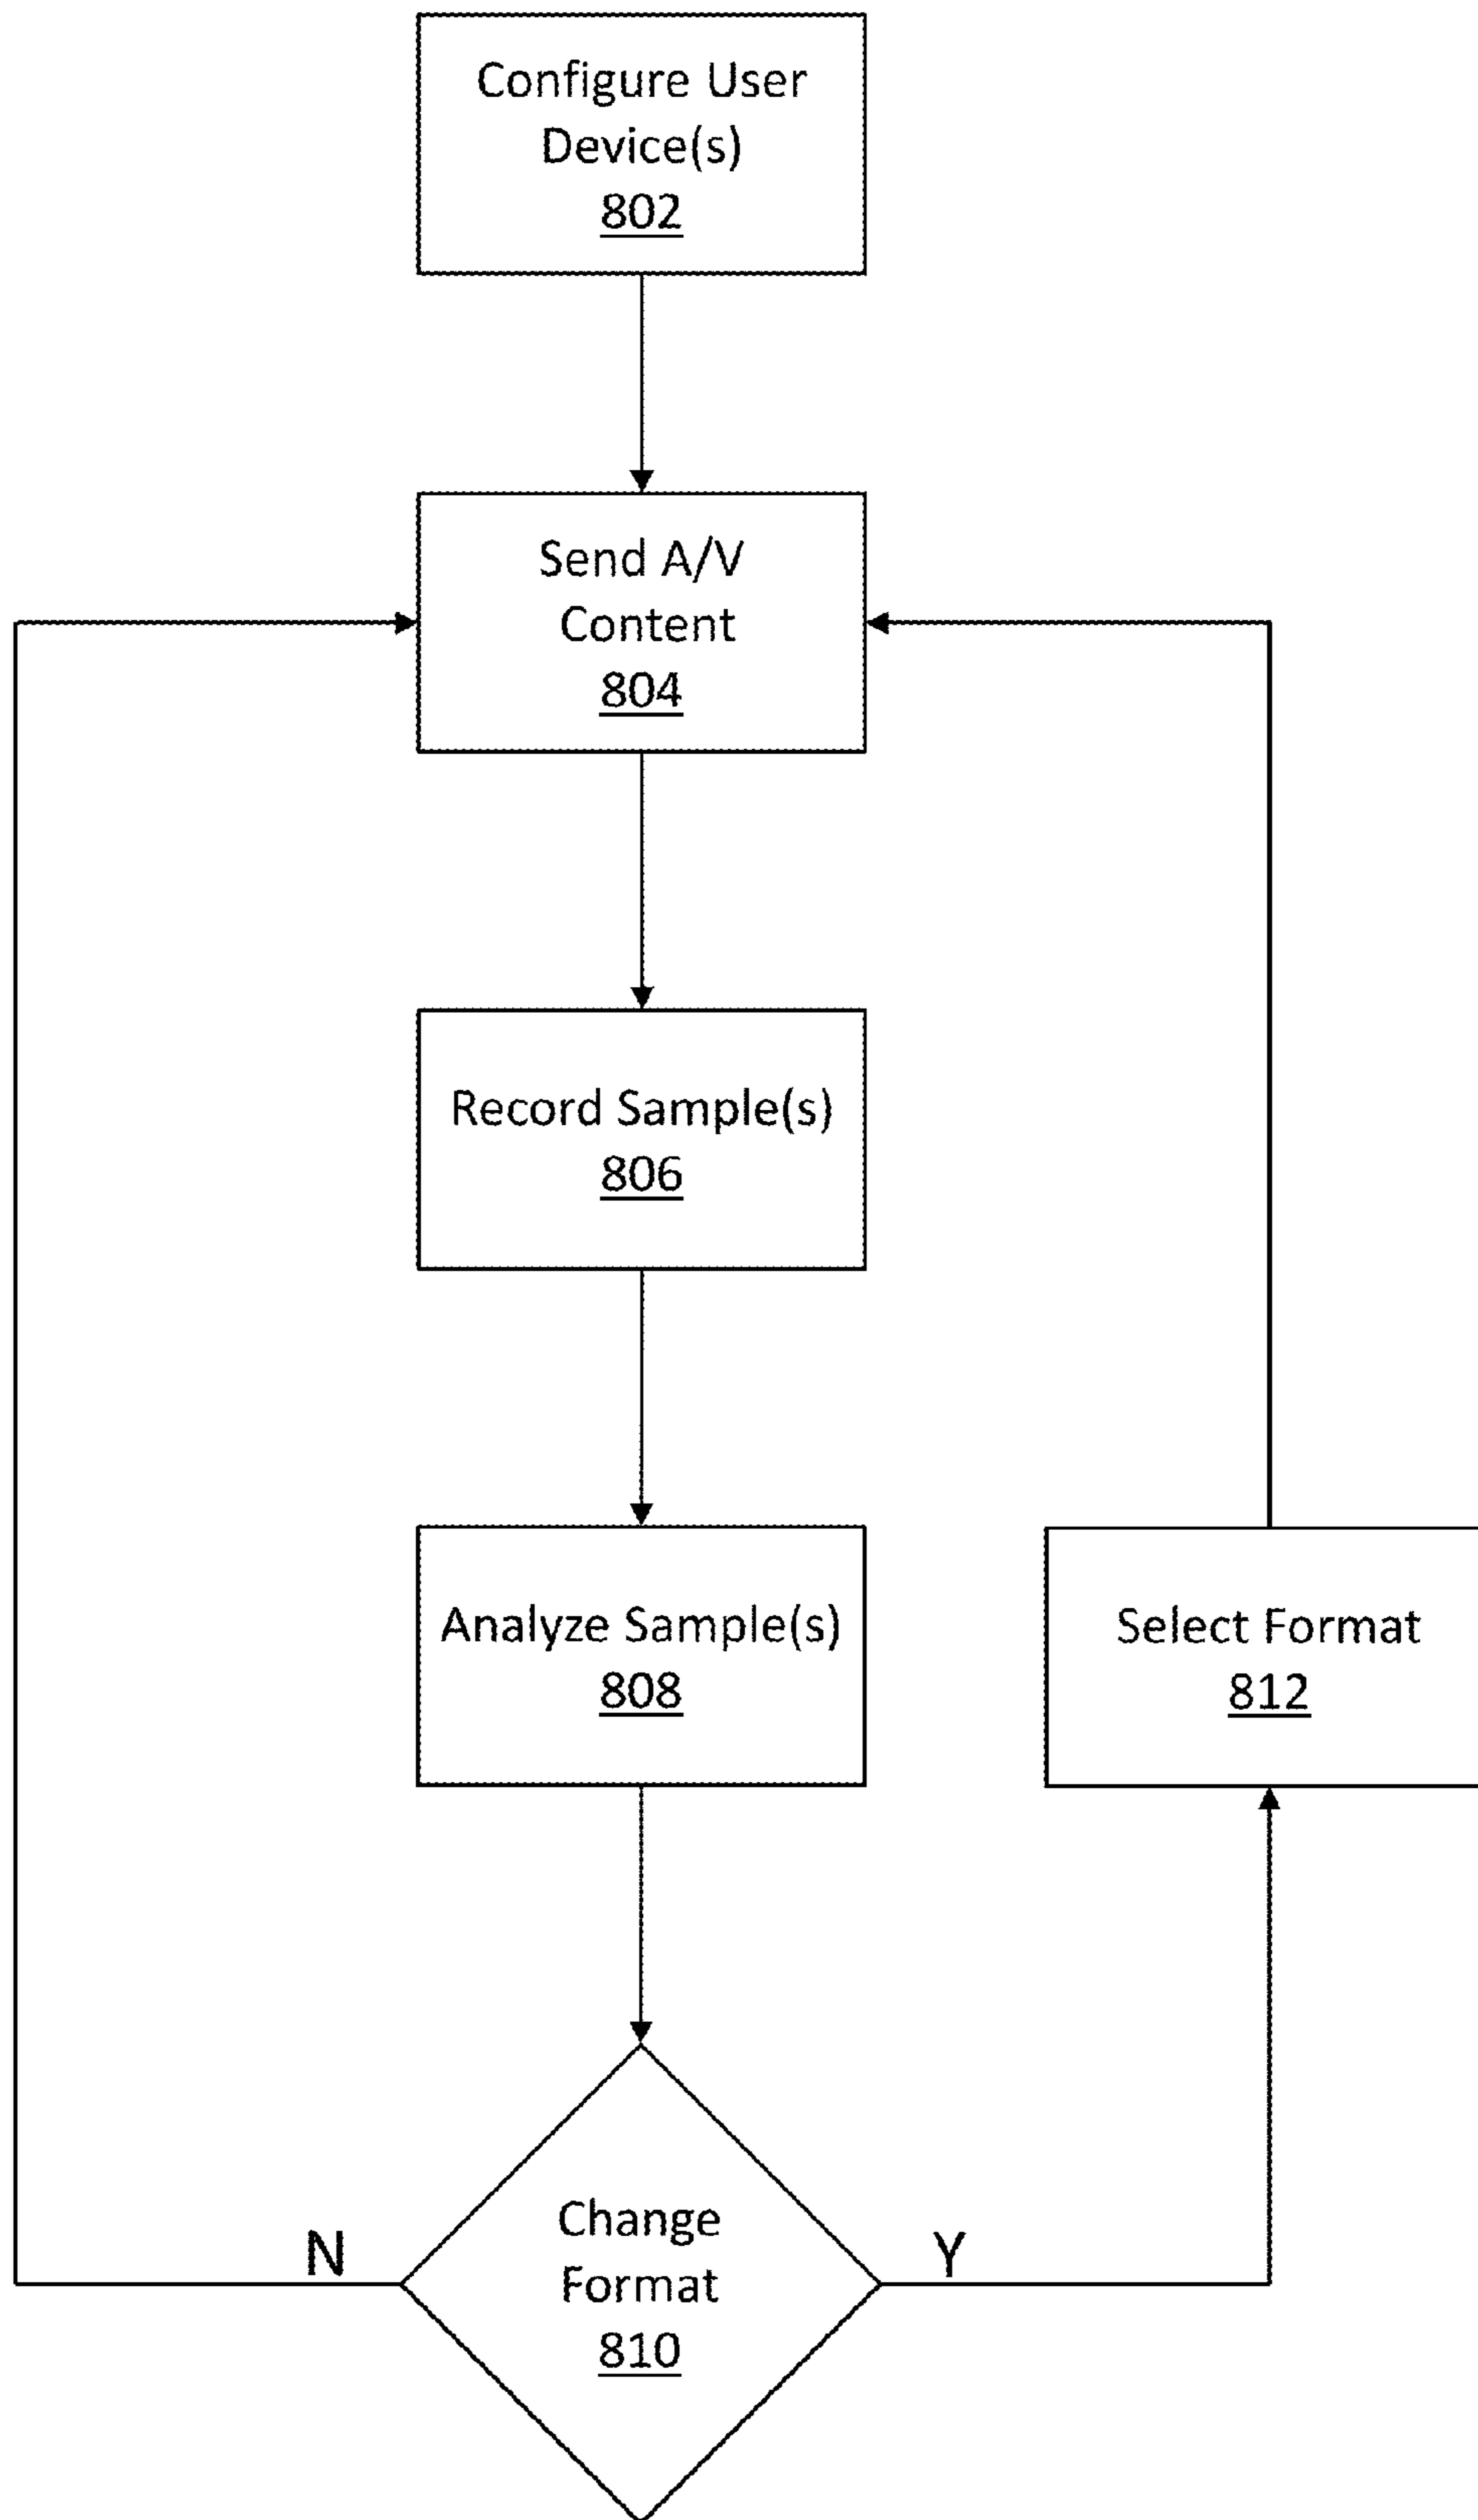 Configure User
Device(s)
802
Send A/V
Content
804
Record Sample(s)
806
Analyze Sample(s)
808
Select Format
812
N
Change
Format
810
Y